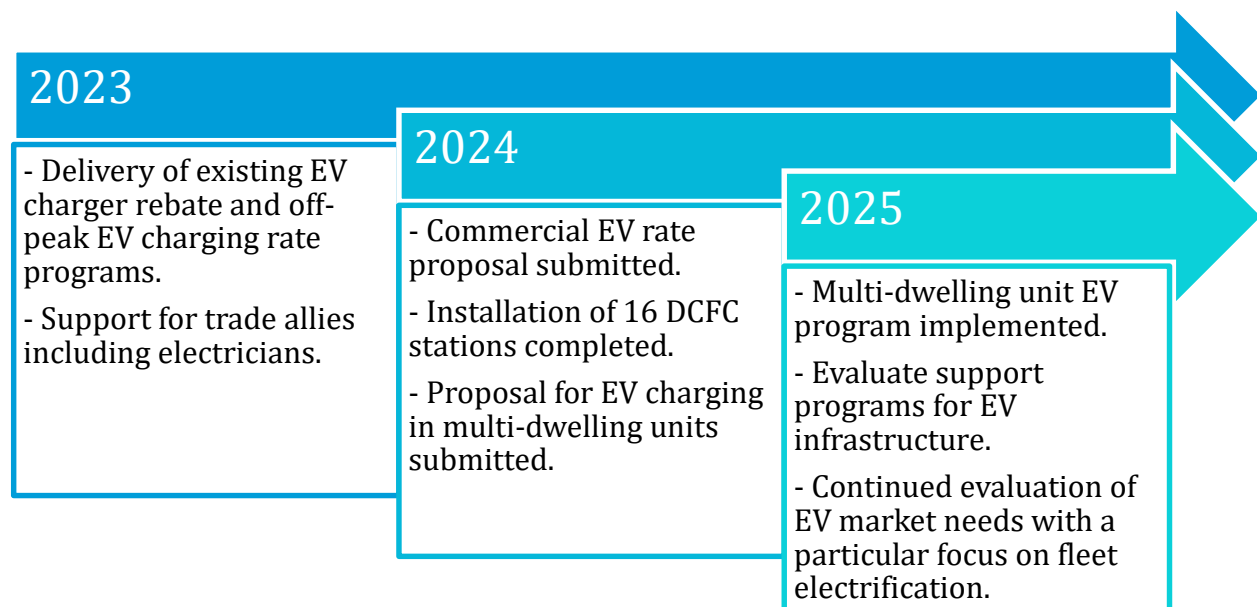 2023
- Delivery of existing EV
charger rebate and off-
peak EV charging rate
programs.
- Support for trade allies
including electricians.
2024
- Commercial EV rate
proposal submitted.
- Installation of 16 DCFC
stations completed.
- Proposal for EV charging
in multi-dwelling units
submitted.
2025
- Multi-dwelling unit EV
program implemented.
- Evaluate support
programs for EV
infrastructure.
- Continued evaluation of
EV market needs with a
particular focus on fleet
electrification.